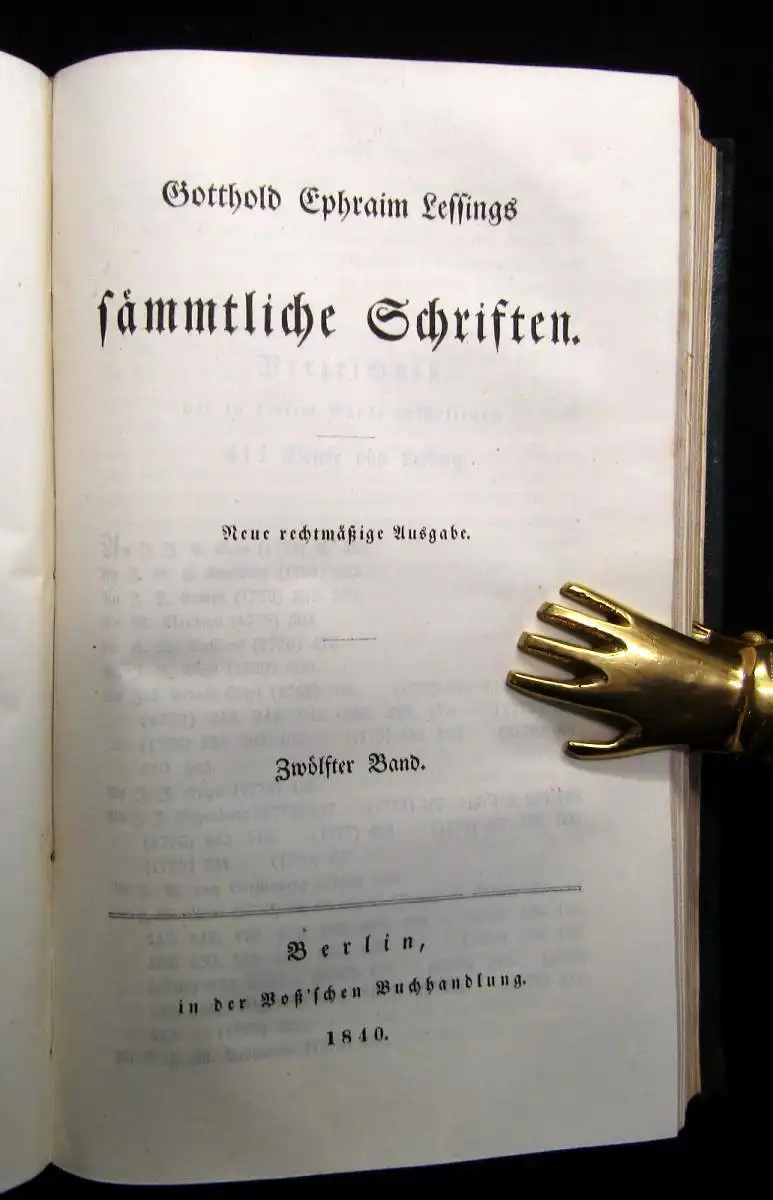 Gotthold Ephraim Lessings
sämmtliche Schriften.
Neue rechtmäßige Ausgabe.
Zwölfter Band.
Berlin,
in der Voß'schen Buchhandlung.
1840.